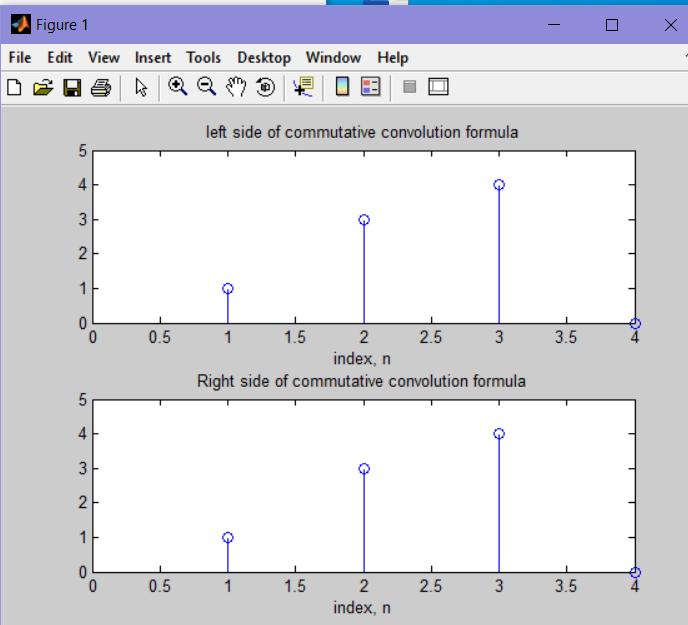 Figure 1
File Edit View Insert Tools Desktop Window Help
left side of commutative convolution formula
5
4
3
2
1
0
0 0.5 1 1.5 2 2.5 3 3.5 4
index, n
Right side of commutative convolution formula
5
4
3
2
1
0
0 0.5 1 1.5 2 2.5 3 3.5 4
index, n